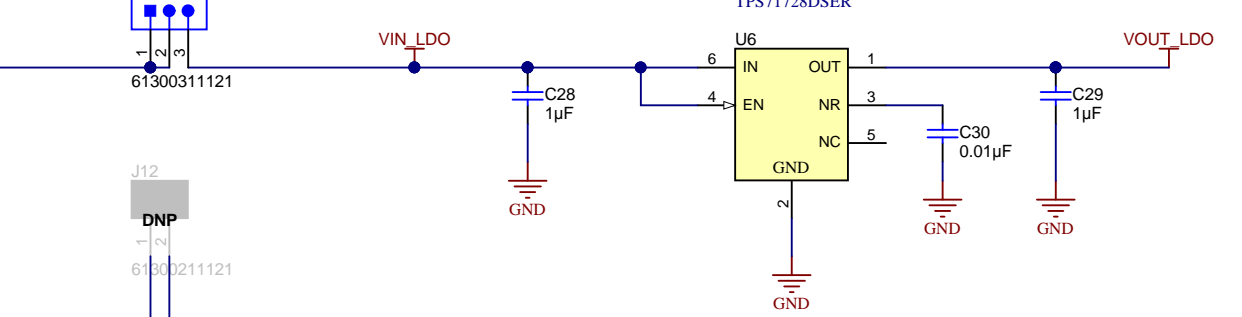 TPS71728DSER
U6
VIN_LDO
VOUT_LDO
1
2
3
61300311121
6
IN
OUT
1
4
EN
NR
3
NC
5
GND
2
C28
1µF
GND
C30
0.01µF
GND
C29
1µF
GND
GND
J12
DNP
1
2
61300211121